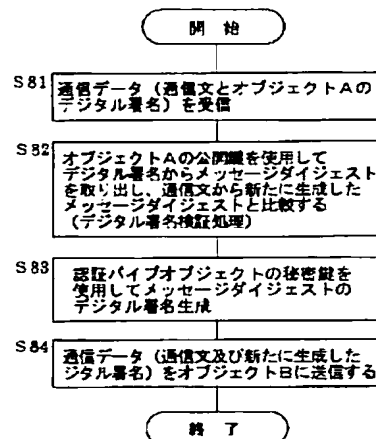 開 始
S81
通信データ（通信文とオブジェクトAの
デジタル署名）を受信
S82
オブジェクトAの公開鍵を使用して
デジタル署名からメッセージダイジェスト
を取り出し、通信文から新たに生成した
メッセージダイジェストと比較する
（デジタル署名検証処理）
S83
認証パイプオブジェクトの秘密鍵を
使用してメッセージダイジェストの
デジタル署名生成
S84
通信データ（通信文及び新たに生成した
ジタル署名）をオブジェクトBに送信する
終 了